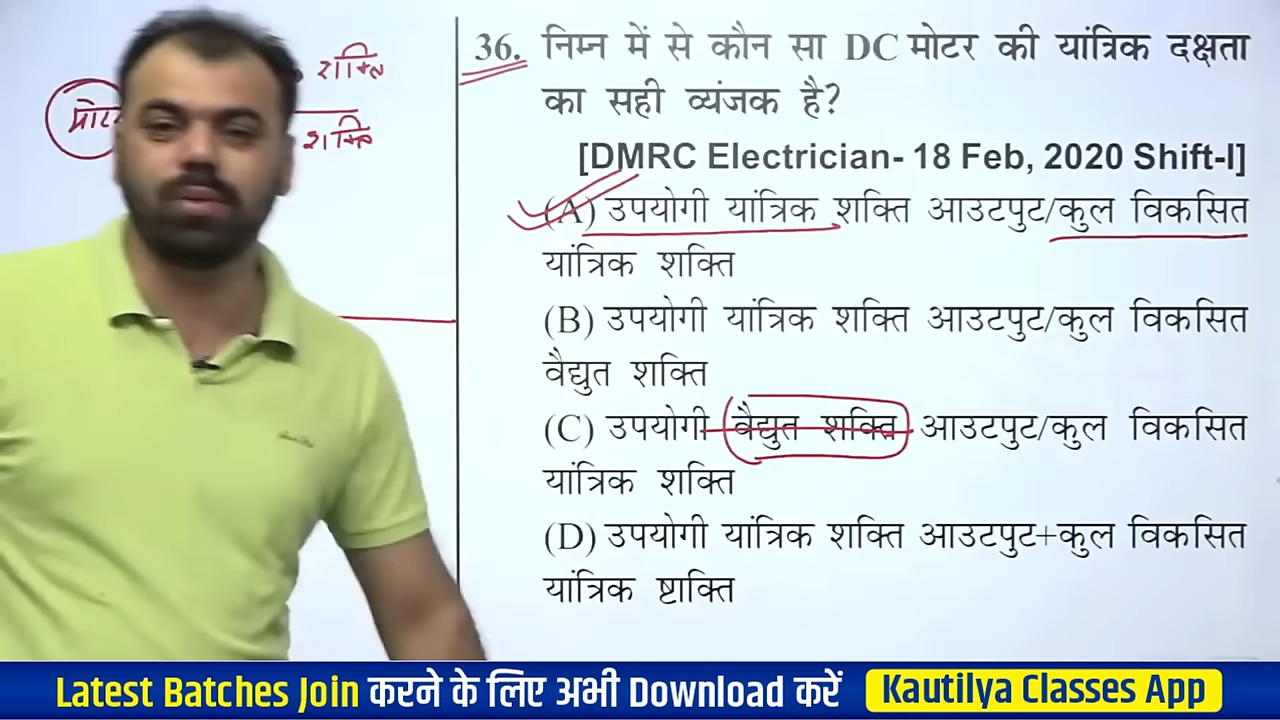 शक्ति
मोटर
शक्ति
36. निम्न में से कौन सा DC मोटर की यांत्रिक दक्षता
का सही व्यंजक है?
[DMRC Electrician- 18 Feb, 2020 Shift-I]
(A) उपयोगी यांत्रिक शक्ति आउटपुट/कुल विकसित
यांत्रिक शक्ति
(B) उपयोगी यांत्रिक शक्ति आउटपुट/कुल विकसित
वैद्युत शक्ति
(C) उपयोगी वैद्युत शक्ति आउटपुट/कुल विकसित
यांत्रिक शक्ति
(D) उपयोगी यांत्रिक शक्ति आउटपुट+कुल विकसित
यांत्रिक ष्टाक्ति
Latest Batches Join करने के लिए अभी Download करें Kautilya Classes App